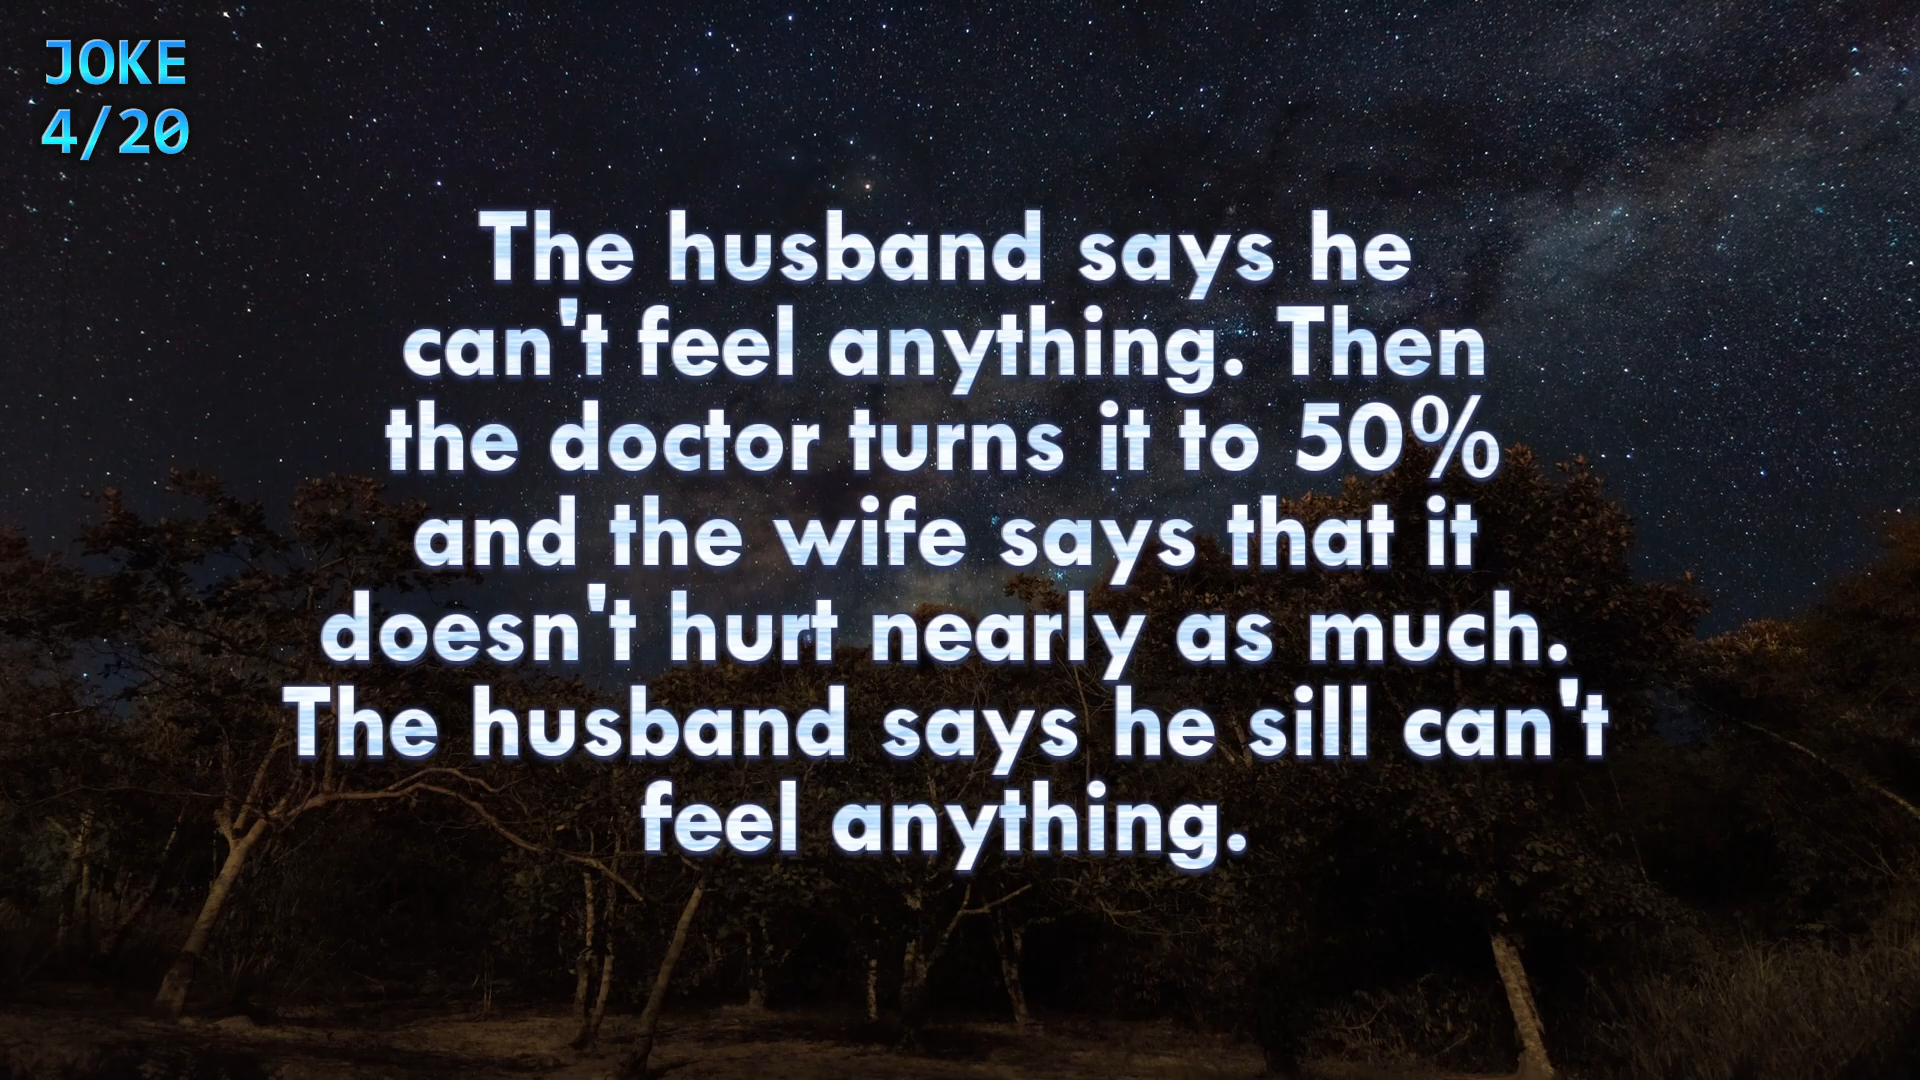 JOKE
4/20
The husband says he
can't feel anything. Then
the doctor turns it to 50%
and the wife says that it
doesn't hurt nearly as much.
The husband says he sill can't
feel anything.